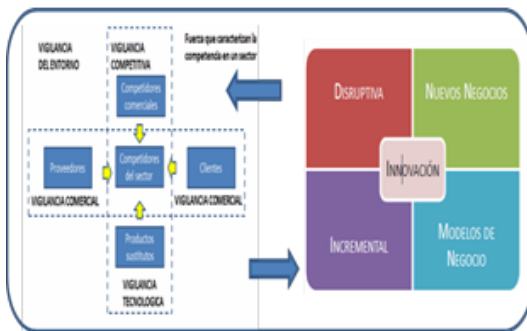 VIGILANCIA
DEL ENTORNO
VIGILANCIA
COMPETITIVA
Fuerza que caracterizan la
competencia en un sector
Competidores
comerciales
Proveedores
Competidores
del sector
Clientes
VIGILANCIA COMERCIAL
VIGILANCIA COMERCIAL
Productos
sustitutos
VIGILANCIA
TECNOLOGICA
DISRUPTIVA
NUEVOS NEGOCIOS
INNOVACIÓN
INCREMENTAL
MODELOS DE
NEGOCIO